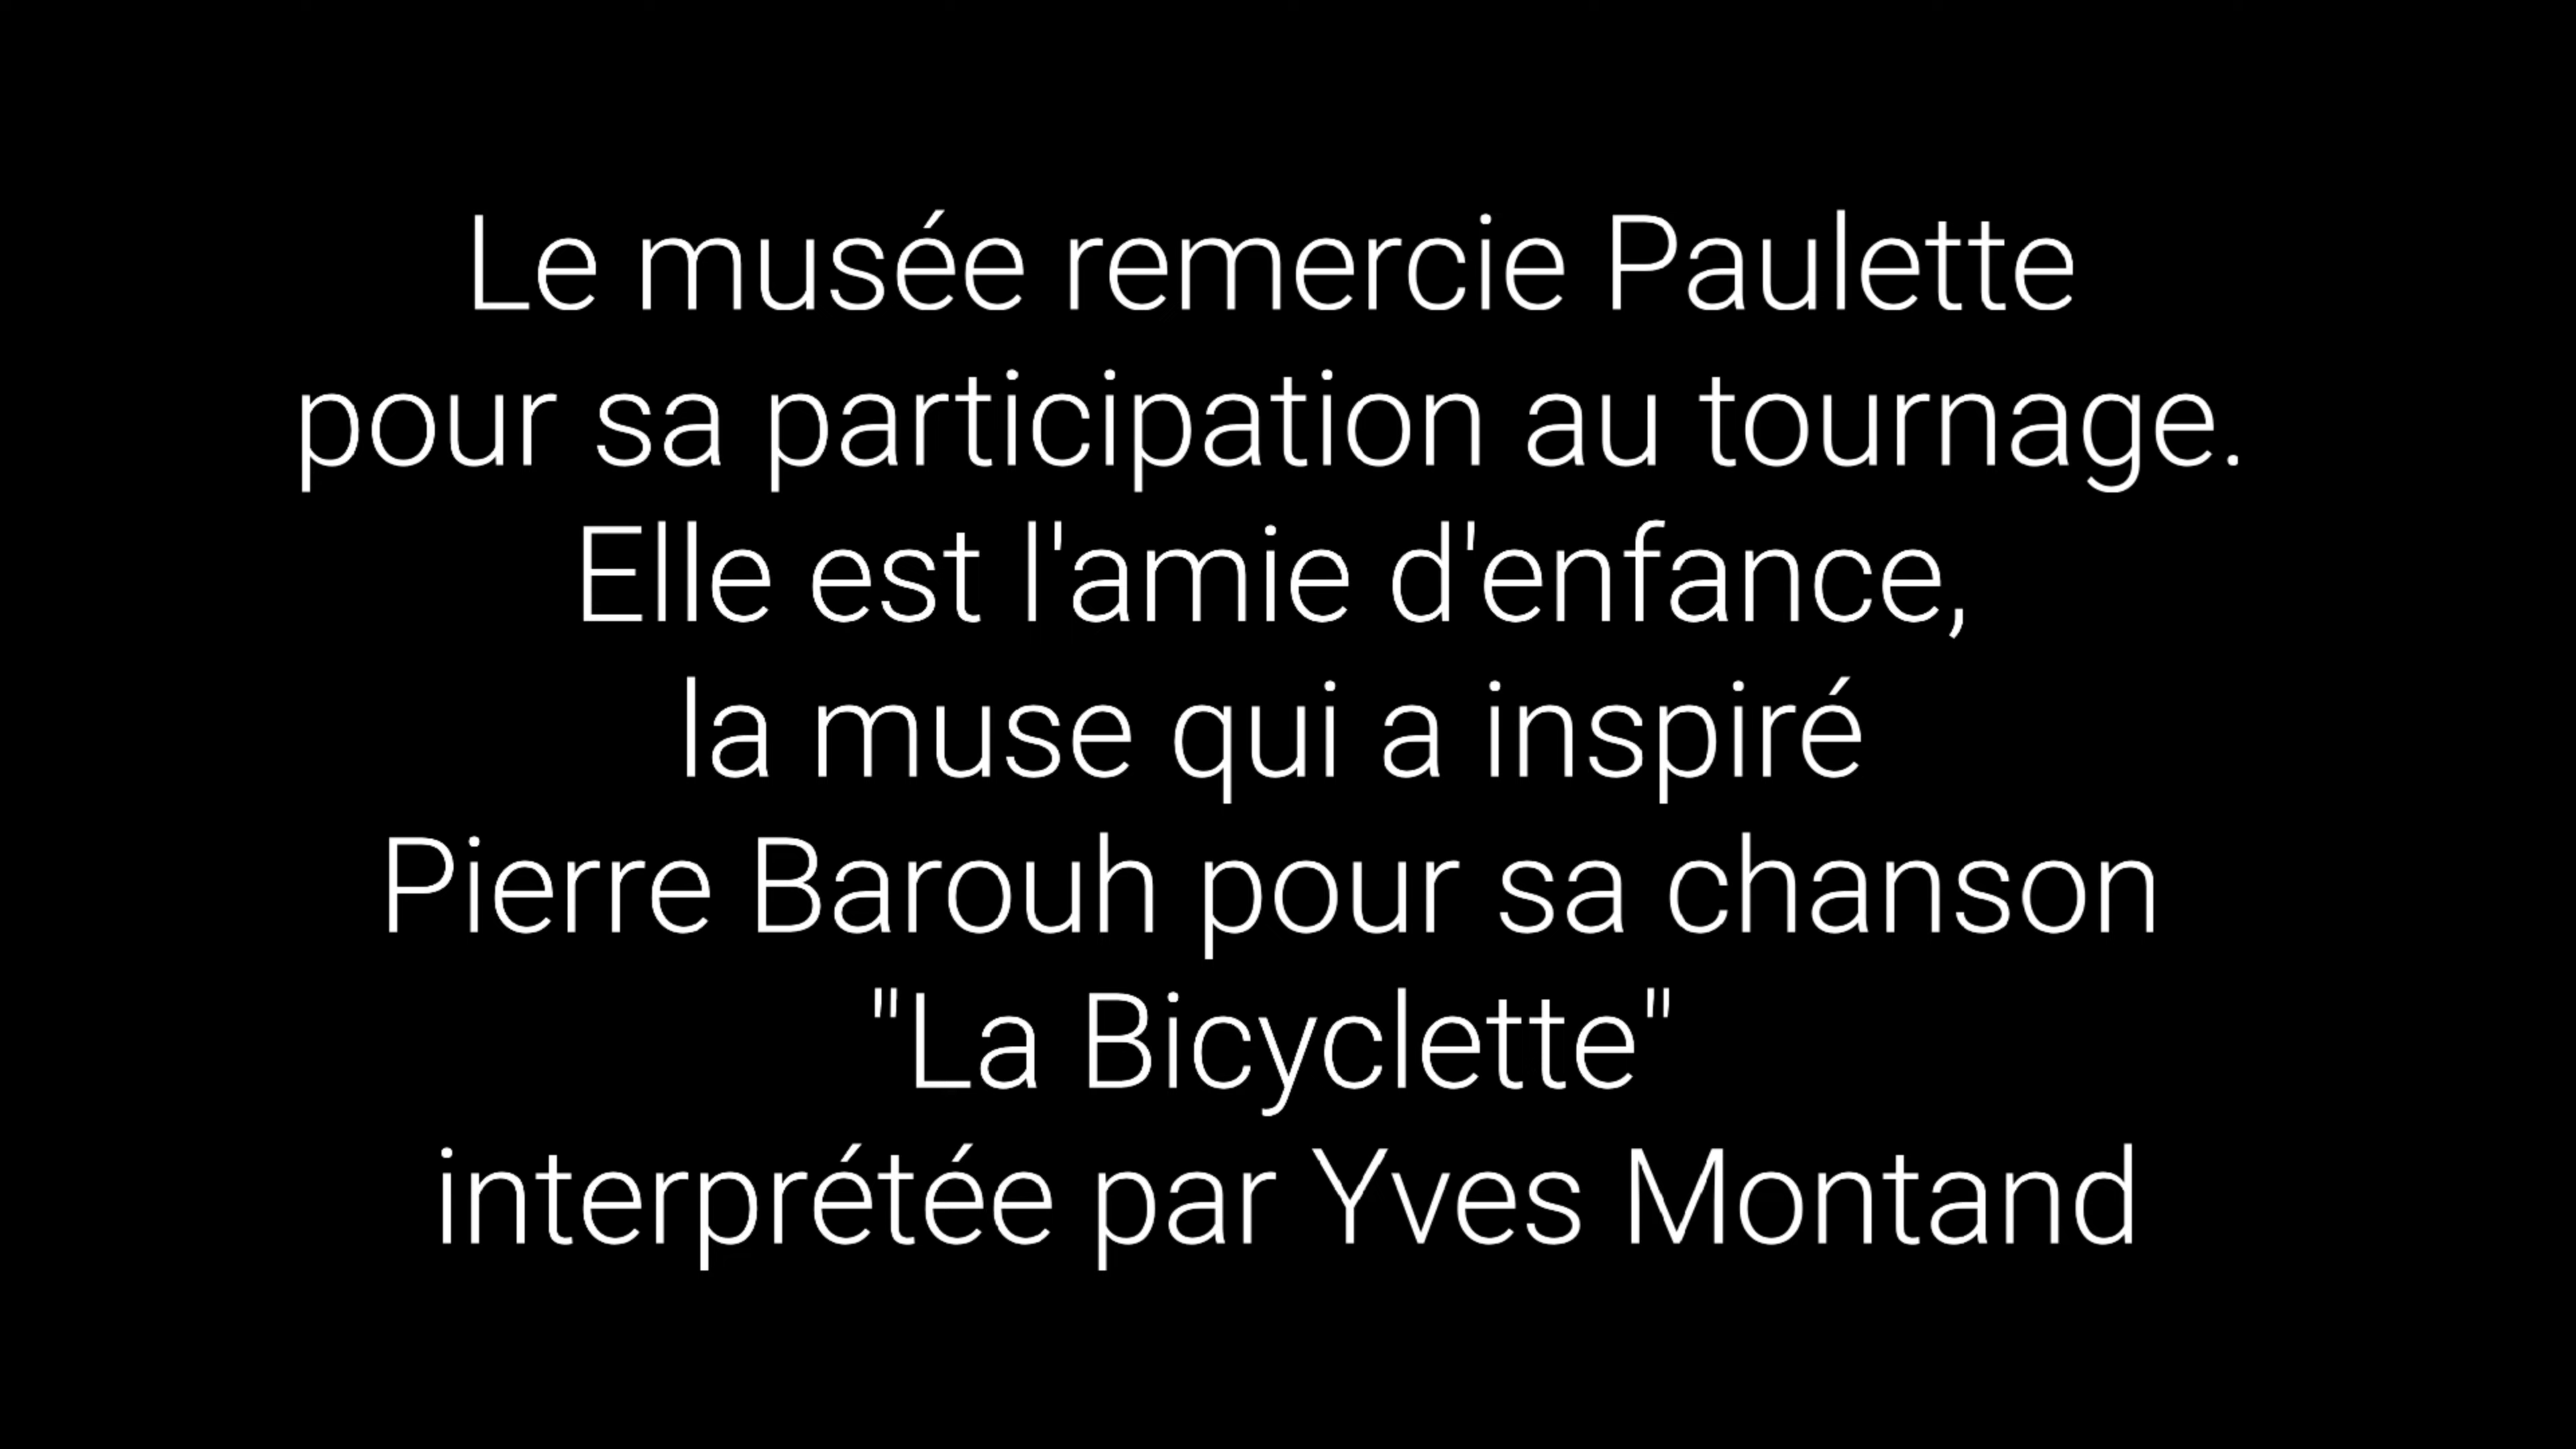 Le musée remercie Paulette
pour sa participation au tournage.
Elle est l'amie d'enfance,
la muse qui a inspiré
Pierre Barouh pour sa chanson
"La Bicyclette"
interprétée par Yves Montand